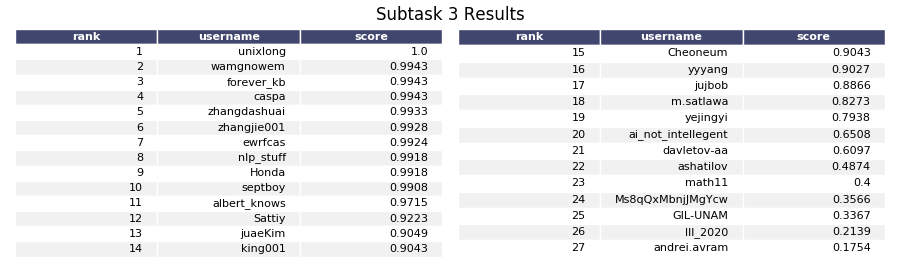 Subtask 3 Results
rank username score
1 unixlong 1.0
2 wamgnowem 0.9943
3 forever_kb 0.9943
4 caspa 0.9943
5 zhangdashuai 0.9933
6 zhangjie001 0.9928
7 ewrfcas 0.9924
8 nlp_stuff 0.9918
9 Honda 0.9918
10 septboy 0.9908
11 albert_knows 0.9715
12 Sattiy 0.9223
13 juaeKim 0.9049
14 king001 0.9043
rank username score
15 Cheoneum 0.9043
16 yyyang 0.9027
17 jujbob 0.8866
18 m.satlawa 0.8273
19 yejingyi 0.7938
20 ai_not_intellegent 0.6508
21 davletov-aa 0.6097
22 ashatilov 0.4874
23 math11 0.4
24 Ms8qQxMbnjJMgYcw 0.3566
25 GIL-UNAM 0.3367
26 lll_2020 0.2139
27 andrei.avram 0.1754